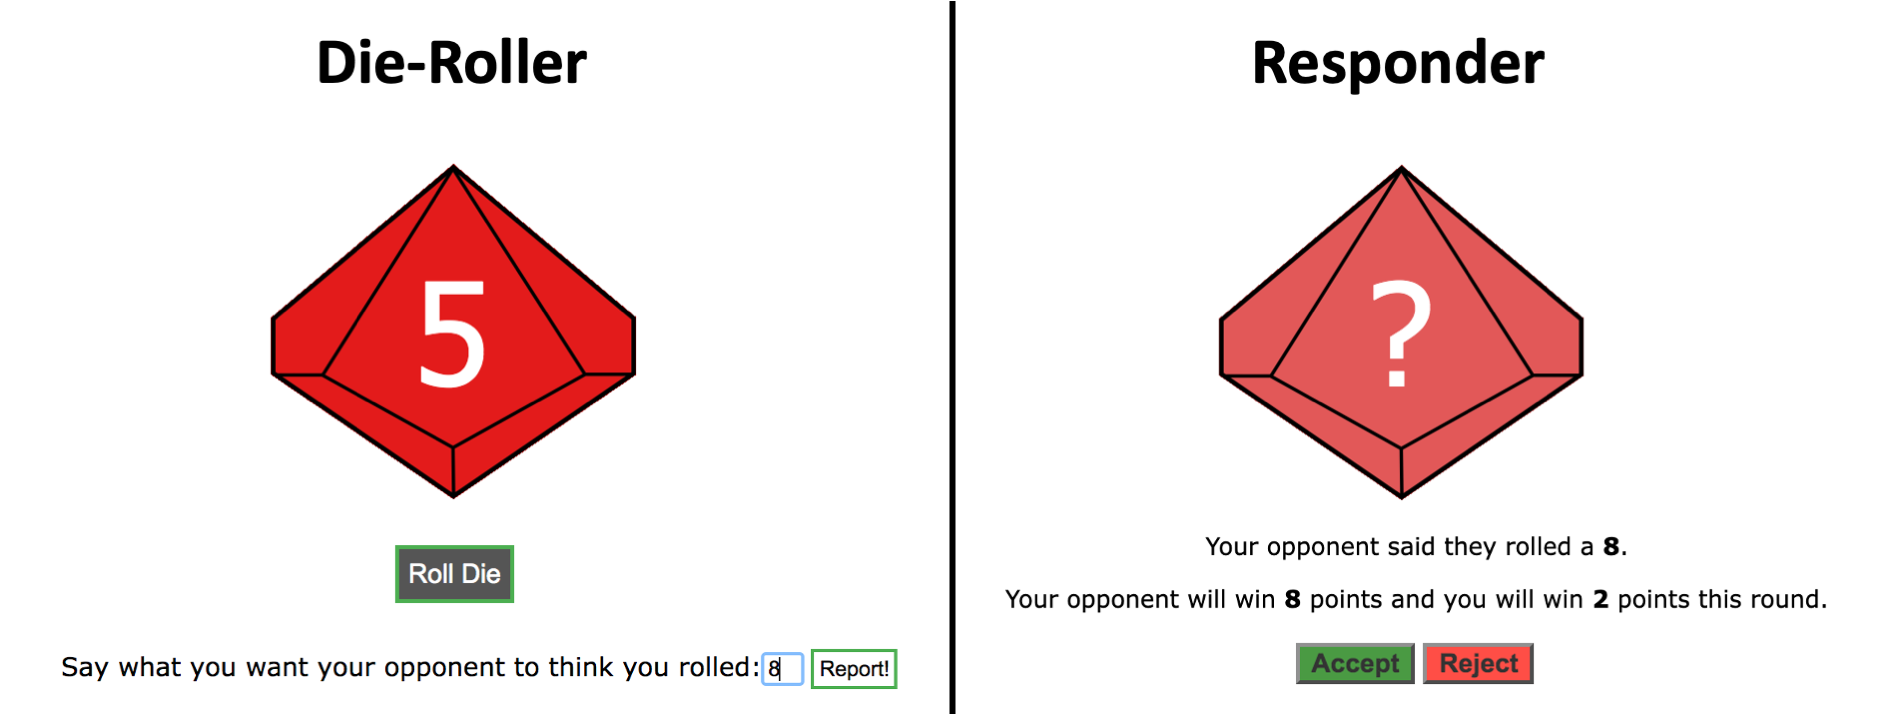 Die-Roller
5
Roll Die
Say what you want your opponent to think you rolled: 8 Report!
Responder
?
Your opponent said they rolled a 8.
Your opponent will win 8 points and you will win 2 points this round.
Accept Reject